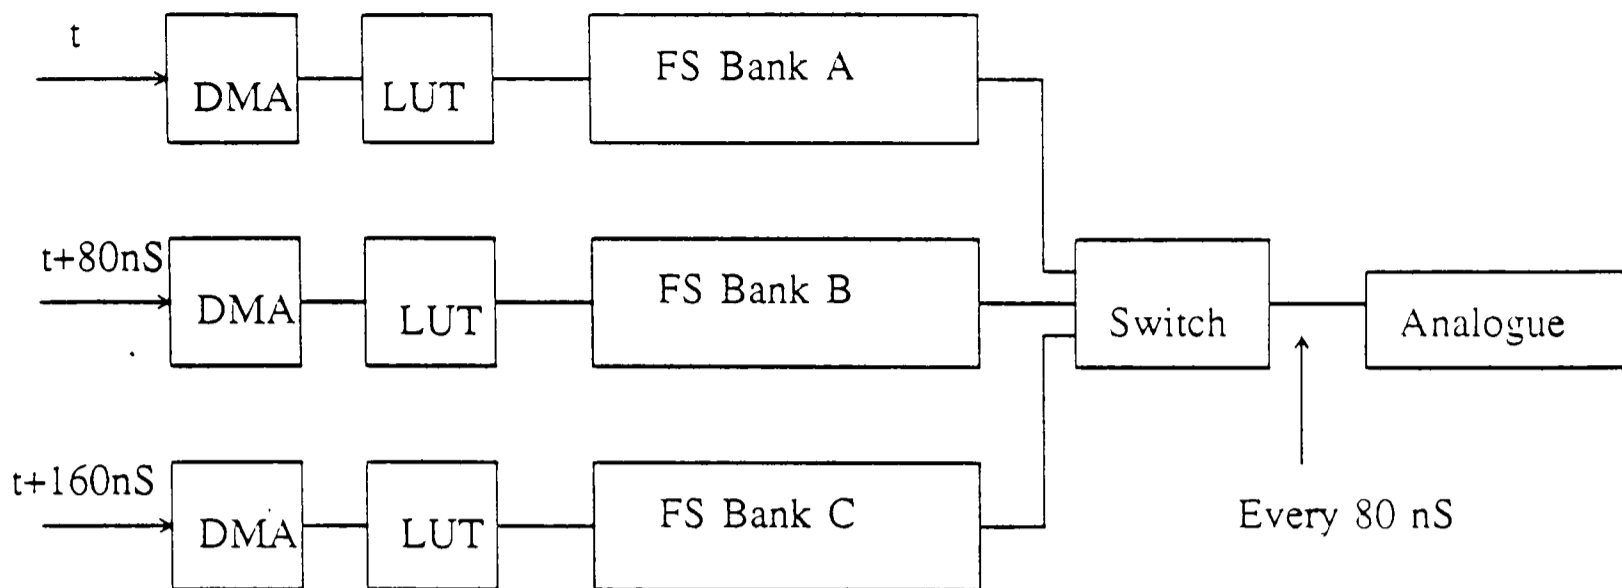 t
DMA
LUT
FS Bank A
t+80nS
DMA
LUT
FS Bank B
Switch
Analogue
t+160nS
DMA
LUT
FS Bank C
Every 80 nS